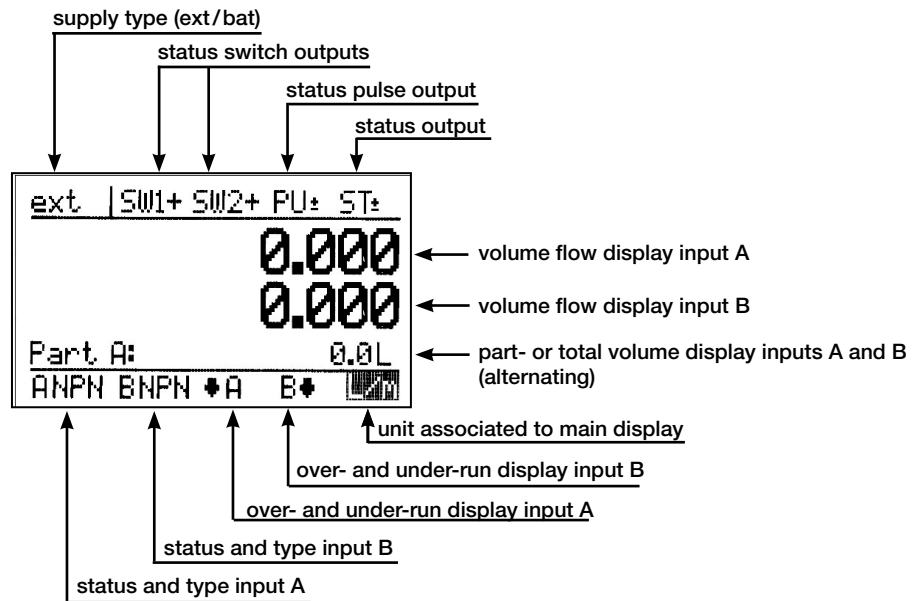 supply type (ext/bat)
status switch outputs
status pulse output
status output
ext SW1+ SW2+ PU± ST±
0.000
volume flow display input A
0.000
volume flow display input B
Part A: 0.0L
part- or total volume display inputs A and B
(alternating)
ANPN BNPN A B
unit associated to main display
over- and under-run display input B
over- and under-run display input A
status and type input B
status and type input A